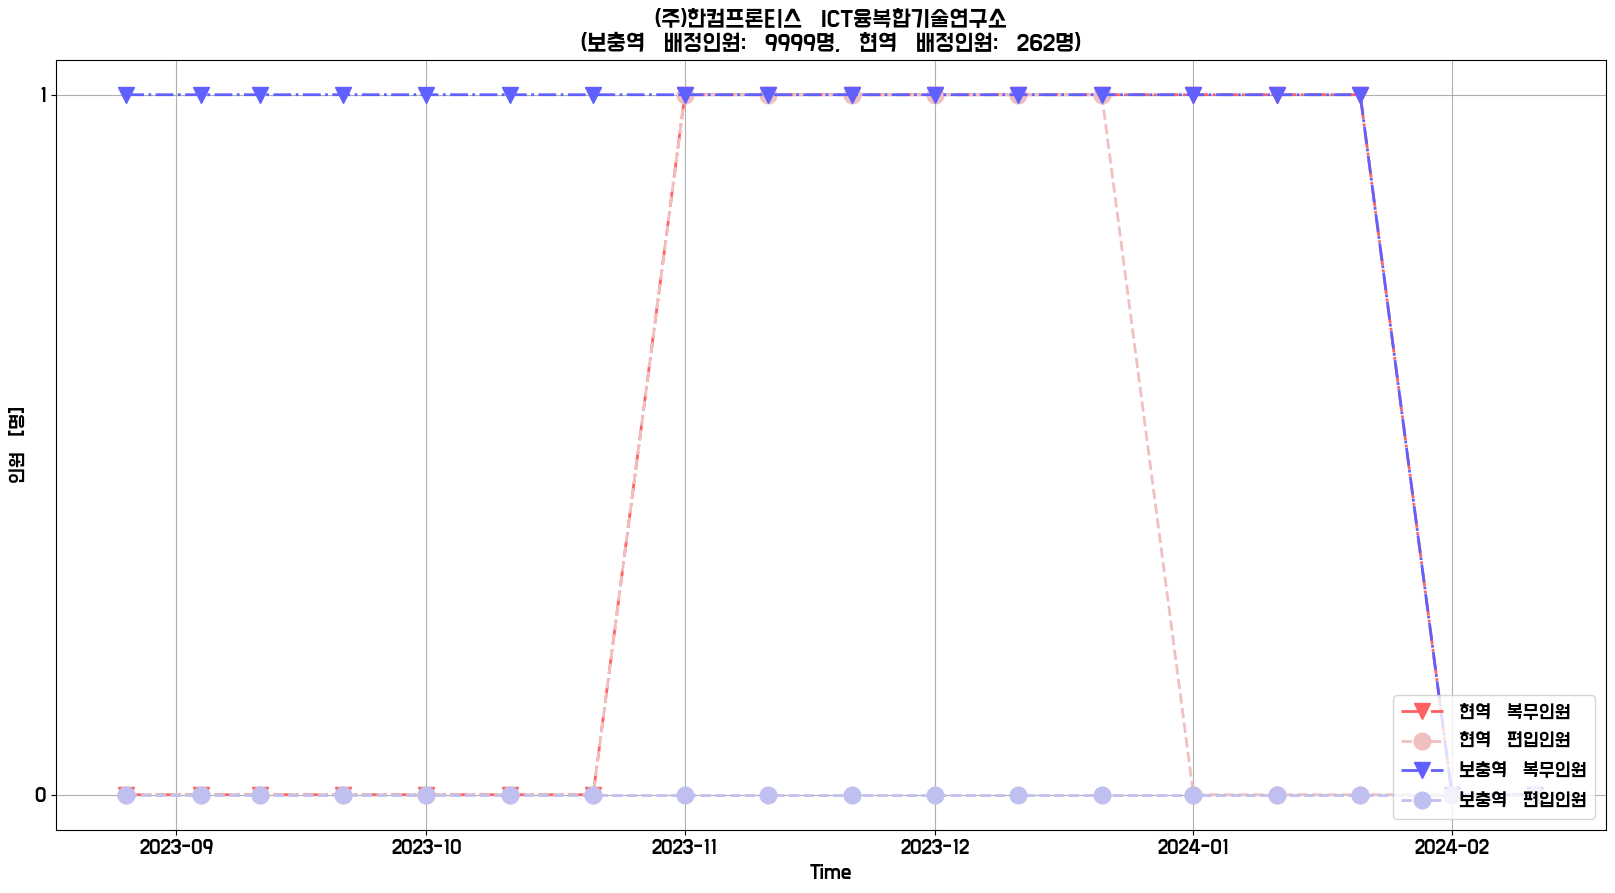 (주)한컴프론티스 ICT융복합기술연구소
(보충역 배정인원: 9999명, 현역 배정인원: 262명)
1
인원 [명]
0
현역 복무인원
현역 편입인원
보충역 복무인원
보충역 편입인원
2023-09 2023-10 2023-11 2023-12 2024-01 2024-02
Time